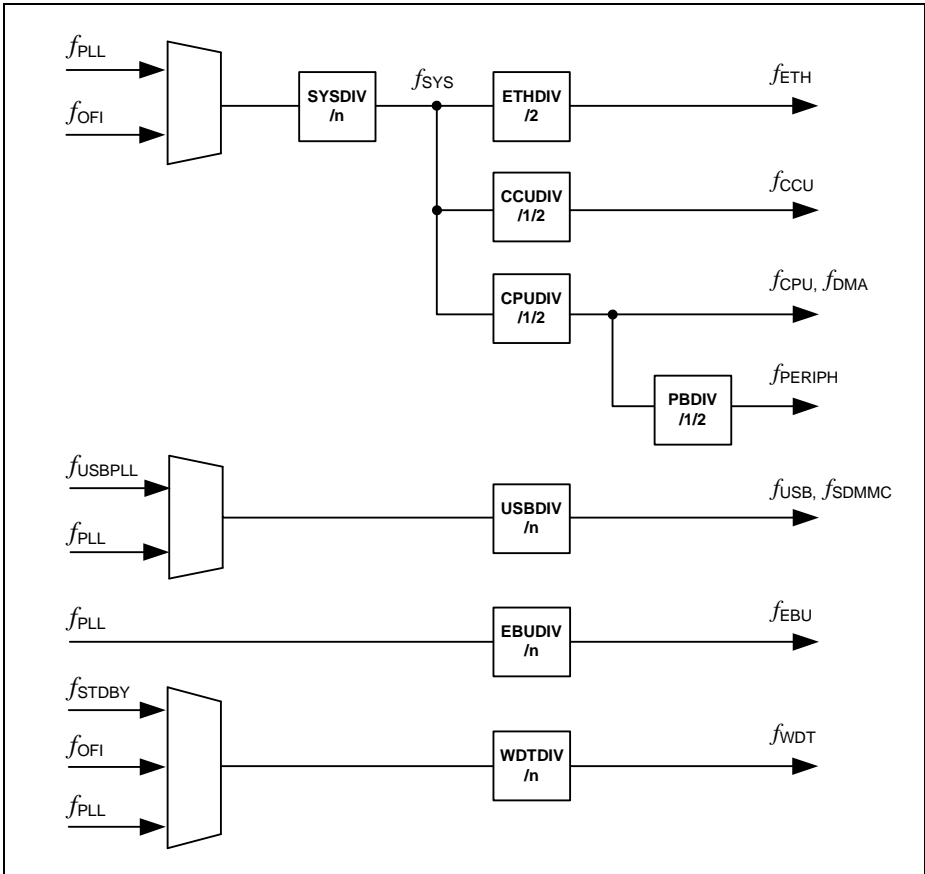 fPLL
fOFI
SYSDIV
/n
fSYS
ETHDIV
/2
fETH
CCUDIV
/1/2
fCCU
CPUDIV
/1/2
fCPU, fDMA
PBDIV
/1/2
fPERIPH
fUSBPLL
fPLL
USBDIV
/n
fUSB, fSDMMC
fPLL
EBUDIV
/n
fEBU
fSTDBY
fOFI
fPLL
WDTDIV
/n
fWDT